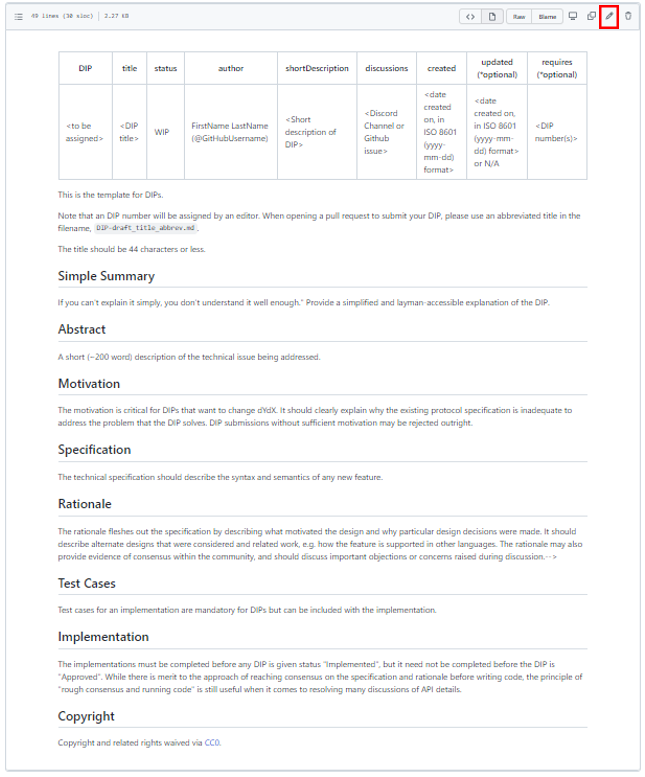 49 lines (30 sloc) | 2.27 KB
Raw Blame
DIP title status author shortDescription discussions created updated (*optional) requires (*optional)
<to be assigned> <DIP title> WIP FirstName LastName (@GitHubUsername) <Short description of DIP> <Discord Channel or Github issue> <date created on, in ISO 8601 (yyyy-mm-dd) format> <date created on, in ISO 8601 (yyyy-mm-dd) format> or N/A <DIP number(s)>
This is the template for DIPs.
Note that an DIP number will be assigned by an editor. When opening a pull request to submit your DIP, please use an abbreviated title in the
filename, DIP-draft_title_abbrev.md.
The title should be 44 characters or less.
Simple Summary
If you can't explain it simply, you don't understand it well enough." Provide a simplified and layman-accessible explanation of the DIP.
Abstract
A short (~200 word) description of the technical issue being addressed.
Motivation
The motivation is critical for DIPs that want to change dYdX. It should clearly explain why the existing protocol specification is inadequate to
address the problem that the DIP solves. DIP submissions without sufficient motivation may be rejected outright.
Specification
The technical specification should describe the syntax and semantics of any new feature.
Rationale
The rationale fleshes out the specification by describing what motivated the design and why particular design decisions were made. It should
describe alternate designs that were considered and related work, e.g. how the feature is supported in other languages. The rationale may also
provide evidence of consensus within the community, and should discuss important objections or concerns raised during discussion.-->
Test Cases
Test cases for an implementation are mandatory for DIPs but can be included with the implementation.
Implementation
The implementations must be completed before any DIP is given status "Implemented", but it need not be completed before the DIP is
"Approved". While there is merit to the approach of reaching consensus on the specification and rationale before writing code, the principle of
"rough consensus and running code" is still useful when it comes to resolving many discussions of API details.
Copyright
Copyright and related rights waived via CC0.